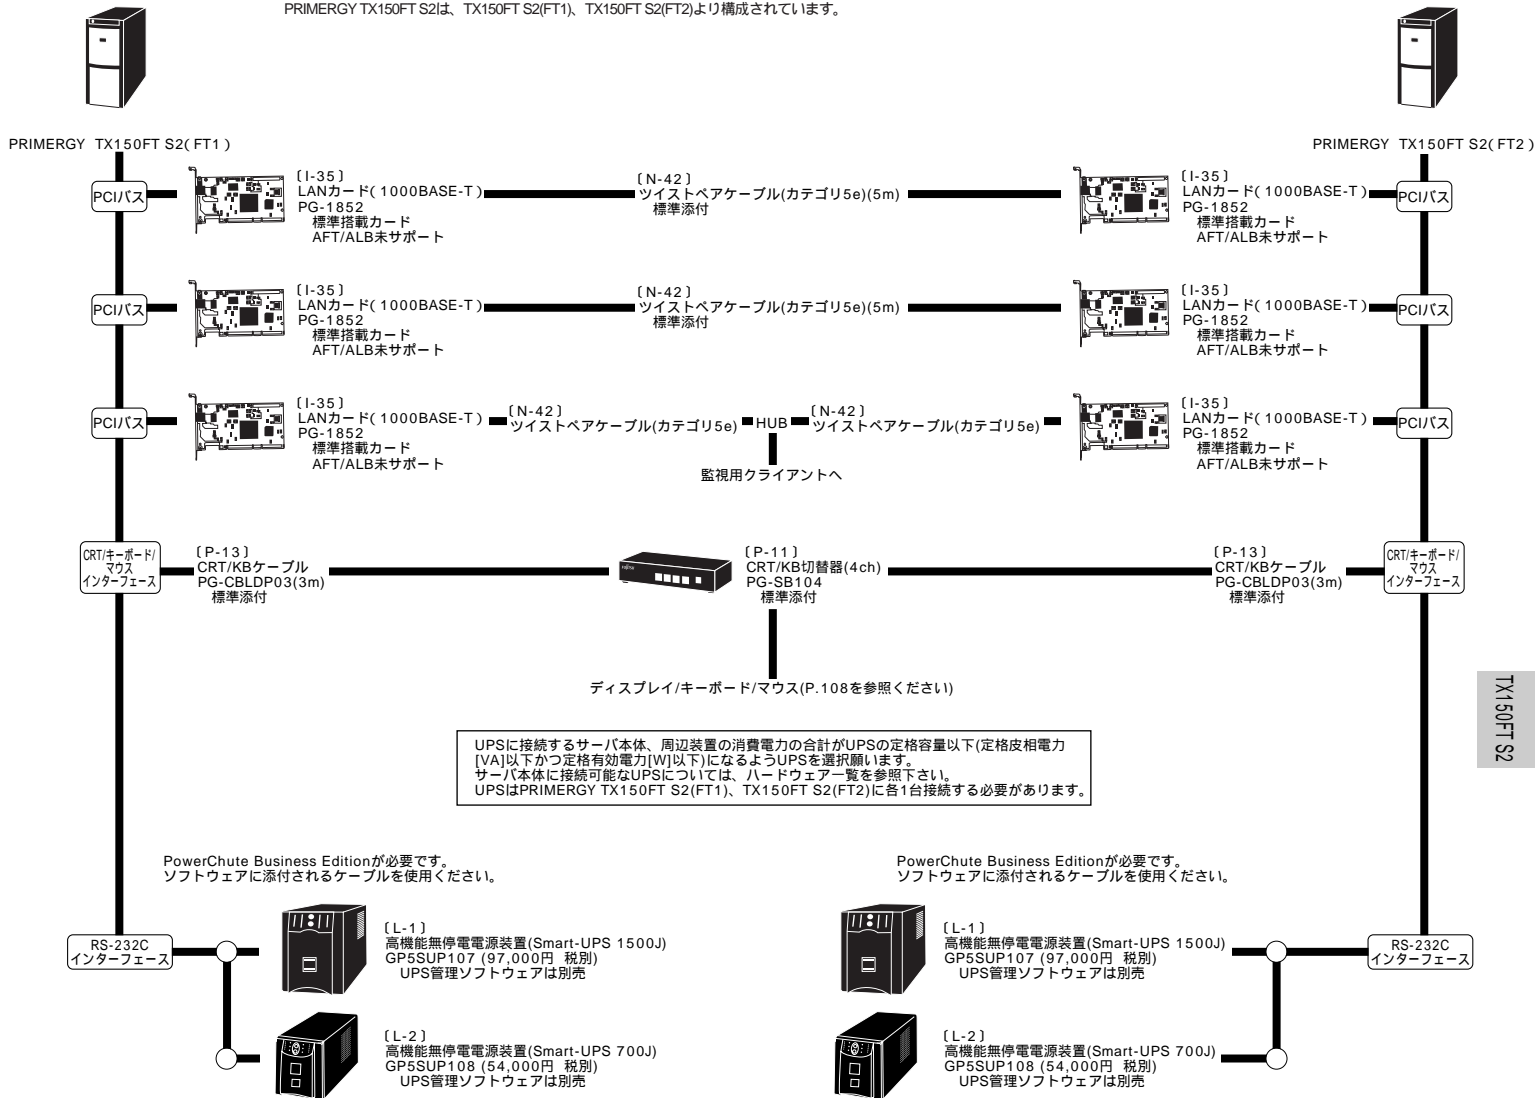 PRIMERGY TX150FT S2は、TX150FT S2(FT1)、TX150FT S2(FT2)より構成されています。
PRIMERGY TX150FT S2(FT1)
PRIMERGY TX150FT S2(FT2)
PCIバス
〔I-35〕
LANカード(1000BASE-T)
PG-1852
標準搭載カード
AFT/ALB未サポート
〔N-42〕
ツイストペアケーブル(カテゴリ5e)(5m)
標準添付
〔I-35〕
LANカード(1000BASE-T)
PG-1852
標準搭載カード
AFT/ALB未サポート
PCIバス
PCIバス
〔I-35〕
LANカード(1000BASE-T)
PG-1852
標準搭載カード
AFT/ALB未サポート
〔N-42〕
ツイストペアケーブル(カテゴリ5e)(5m)
標準添付
〔I-35〕
LANカード(1000BASE-T)
PG-1852
標準搭載カード
AFT/ALB未サポート
PCIバス
PCIバス
〔I-35〕
LANカード(1000BASE-T)
PG-1852
標準搭載カード
AFT/ALB未サポート
〔N-42〕
ツイストペアケーブル(カテゴリ5e)
HUB
〔N-42〕
ツイストペアケーブル(カテゴリ5e)
監視用クライアントへ
〔I-35〕
LANカード(1000BASE-T)
PG-1852
標準搭載カード
AFT/ALB未サポート
PCIバス
CRT/キーボード/
マウス
インターフェース
〔P-13〕
CRT/KBケーブル
PG-CBLDP03(3m)
標準添付
FUJITSU
〔P-11〕
CRT/KB切替器(4ch)
PG-SB104
標準添付
〔P-13〕
CRT/KBケーブル
PG-CBLDP03(3m)
標準添付
CRT/キーボード/
マウス
インターフェース
ディスプレイ/キーボード/マウス(P.108を参照ください)
TX150FT S2
UPSに接続するサーバ本体、周辺装置の消費電力の合計がUPSの定格容量以下(定格皮相電力
[VA]以下かつ定格有効電力[W]以下)になるようUPSを選択願います。
サーバ本体に接続可能なUPSについては、ハードウェア一覧を参照下さい。
UPSはPRIMERGY TX150FT S2(FT1)、TX150FT S2(FT2)に各1台接続する必要があります。
PowerChute Business Editionが必要です。
ソフトウェアに添付されるケーブルを使用ください。
PowerChute Business Editionが必要です。
ソフトウェアに添付されるケーブルを使用ください。
RS-232C
インターフェース
〔L-1〕
高機能無停電電源装置(Smart-UPS 1500J)
GP5SUP107 (97,000円 税別)
UPS管理ソフトウェアは別売
〔L-1〕
高機能無停電電源装置(Smart-UPS 1500J)
GP5SUP107 (97,000円 税別)
UPS管理ソフトウェアは別売
RS-232C
インターフェース
〔L-2〕
高機能無停電電源装置(Smart-UPS 700J)
GP5SUP108 (54,000円 税別)
UPS管理ソフトウェアは別売
〔L-2〕
高機能無停電電源装置(Smart-UPS 700J)
GP5SUP108 (54,000円 税別)
UPS管理ソフトウェアは別売